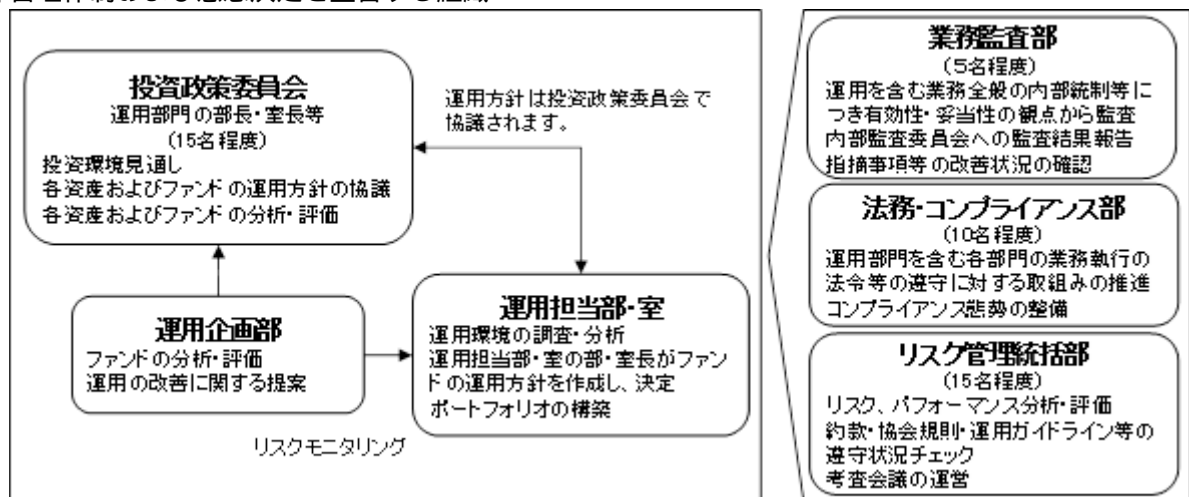 投資政策委員会
運用部門の部長・室長等
(15名程度)
投資環境見通し
各資産およびファンドの運用方針の協議
各資産およびファンドの分析・評価
運用方針は投資政策委員会で
協議されます。
運用企画部
ファンドの分析・評価
運用の改善に関する提案
運用担当部・室
運用環境の調査・分析
運用担当部・室の部・室長がファン
ドの運用方針を作成し、決定
ポートフォリオの構築
リスクモニタリング
業務監査部
(5名程度)
運用を含む業務全般の内部統制等に
つき有効性・妥当性の観点から監査
内部監査委員会への監査結果報告
指摘事項等の改善状況の確認
法務・コンプライアンス部
(10名程度)
運用部門を含む各部門の業務執行の
法令等の遵守に対する取組みの推進
コンプライアンス態勢の整備
リスク管理統括部
(15名程度)
リスク、パフォーマンス分析・評価
約款・協会規則・運用ガイドライン等の
遵守状況チェック
考査会議の運営